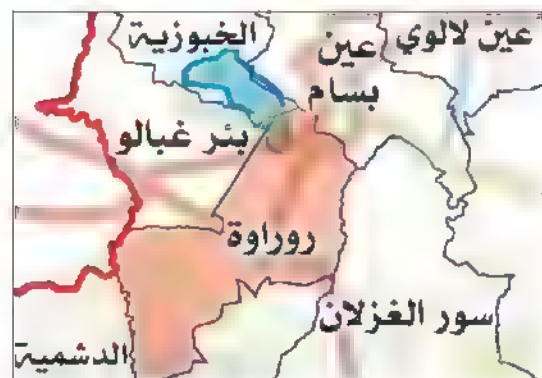 عين لالوي
الخبوزية
عين
بسام
بئر غبالو
روراوة
سور الغزلان
الدشمية